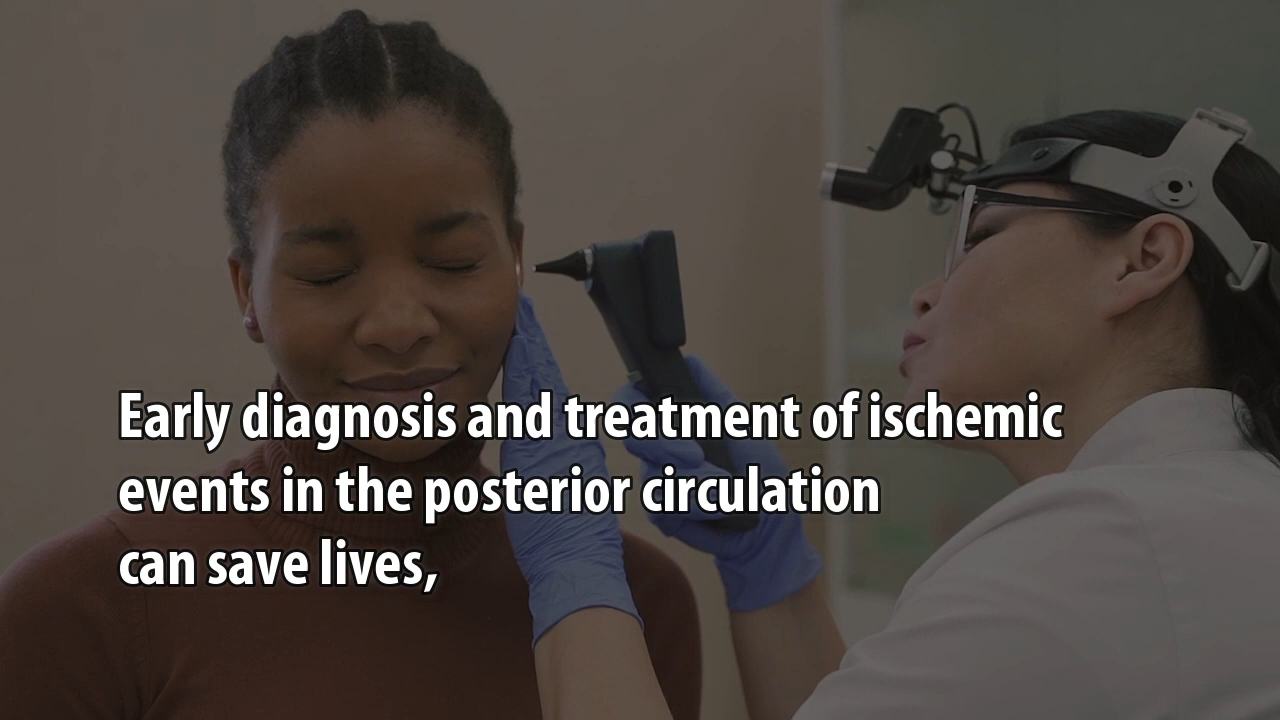 Early diagnosis and treatment of ischemic
events in the posterior circulation
can save lives,